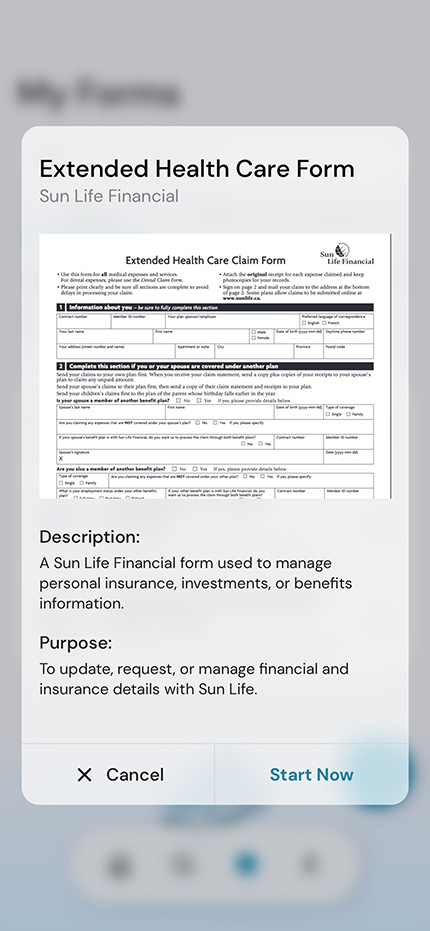 My Forms
Extended Health Care Form
Sun Life Financial
Extended Health Care Claim Form
Sun
Life Financial
• Use this form for all medical expenses and services.
For dental expenses, please use the Dental Claim Form.
• Please print clearly and be sure all sections are complete to avoid
delays in processing your claim.
• Attach the original receipt for each expense claimed and keep
photocopies for your records.
• Sign on page 2 and mail your claim to the address at the bottom
of page 2. Some plans allow claims to be submitted online at
www.sunlife.ca.
1 Information about you – be sure to fully complete this section
Contract number Member ID number Your plan sponsor/employer Preferred language of correspondence
English French
Your last name First name Male Date of birth (yyyy-mm-dd) Daytime phone number
Female
Your address (street number and name) Apartment or suite City Province Postal code
2 Complete this section if you or your spouse are covered under another plan
Send your claims to your own plan first. When you receive your claim statement, send a copy plus copies of your receipts to your spouse's
plan to claim any unpaid amount.
Send your spouse's claims to their plan first, then send a copy of their claim statement and receipts to your plan.
Send your children's claims first to the plan of the parent whose birthday falls earlier in the year.
Is your spouse a member of another benefit plan? No Yes If yes, please provide details below.
Spouse's last name First name Date of birth (yyyy-mm-dd) Type of coverage
Single Family
Are you claiming any expenses that are NOT covered under your spouse's plan? No Yes If yes, please specify:
If your spouse's benefit plan is with Sun Life Financial, do you want us to process the claim through both benefit plans? Contract number Member ID number
No Yes
Spouse's signature Date (yyyy-mm-dd)
X
Are you also a member of another benefit plan? No Yes If yes, please provide details below.
Type of coverage Are you claiming any expenses that are NOT covered under your other plan? No Yes If yes, please specify:
Single Family
What is your employment status under your other benefits If your other benefit plan is with Sun Life Financial, do you Contract number Member ID number
plan? want us to process the claim through both benefit plans?
Description:
A Sun Life Financial form used to manage
personal insurance, investments, or benefits
information.
Purpose:
To update, request, or manage financial and
insurance details with Sun Life.
Cancel
Start Now